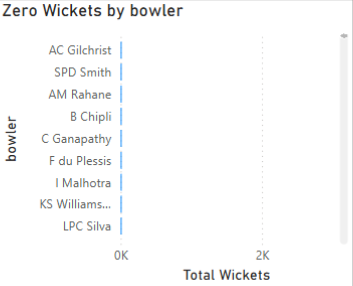 Zero Wickets by bowler
bowler
AC Gilchrist
SPD Smith
AM Rahane
B Chipli
C Ganapathy
F du Plessis
I Malhotra
KS Williams...
LPC Silva
0K 2K
Total Wickets